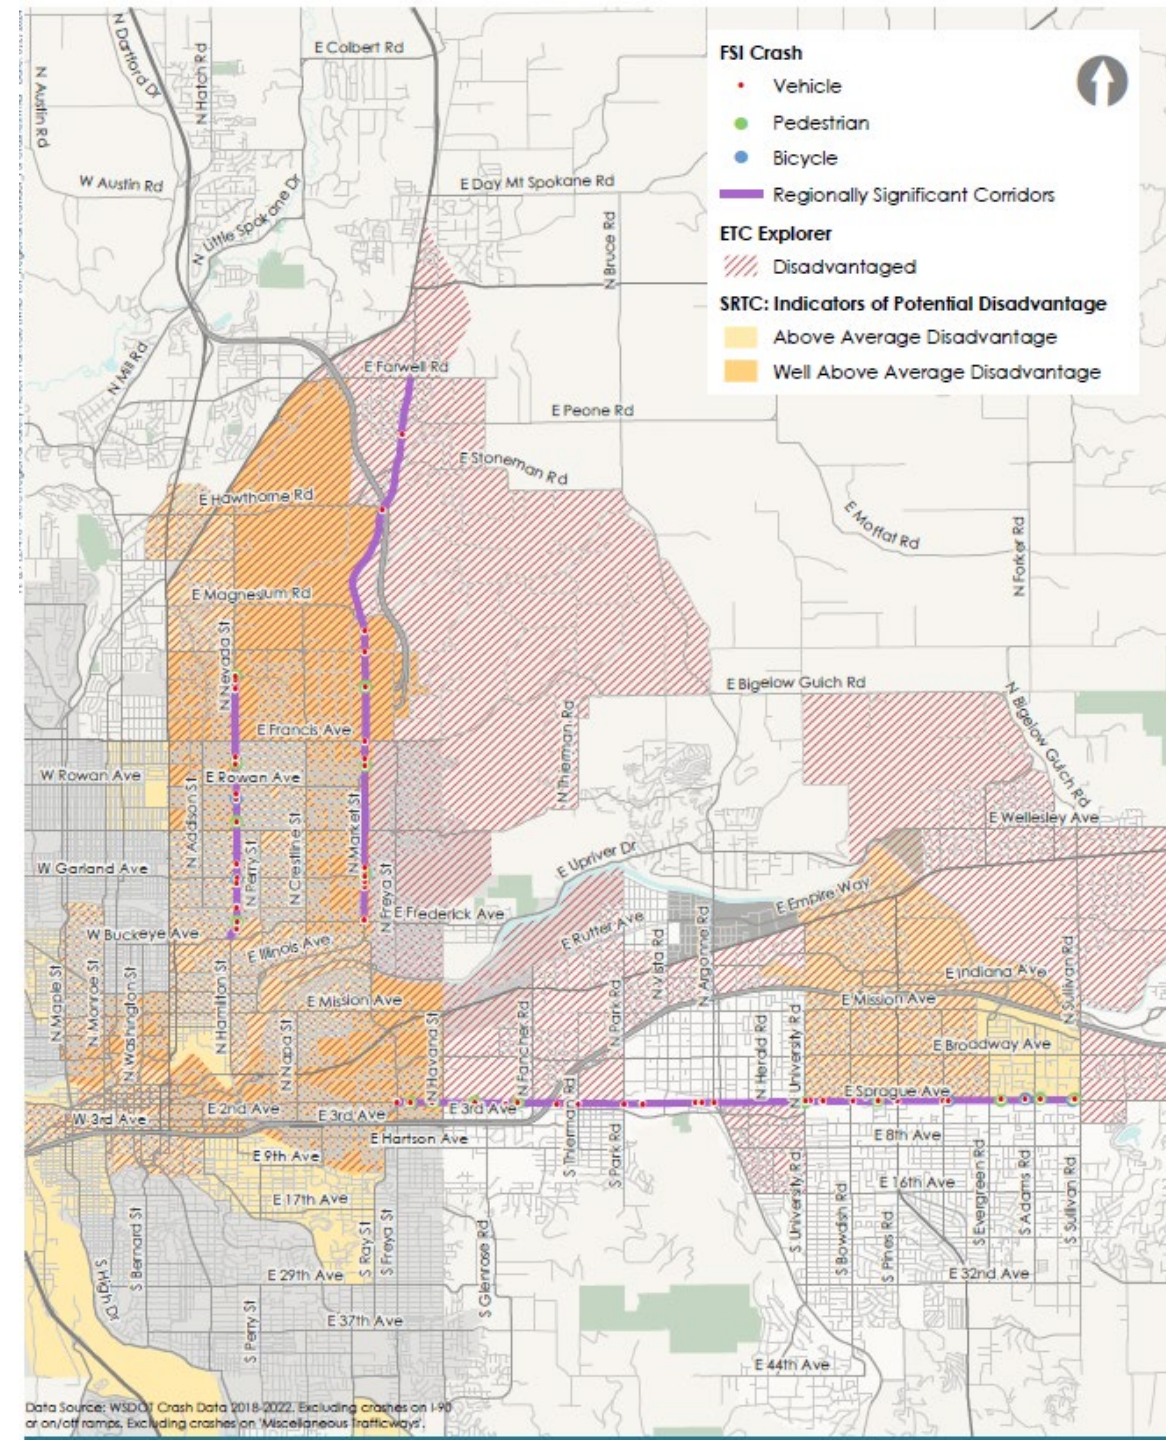 N Dartford Dr
N Hatch Rd
E Colbert Rd
N Austin Rd
W Austin Rd
N Little Spokane Dr
E Day Mt Spokane Rd
N Bruce Rd
N Mill Rd
FSI Crash
Vehicle
Pedestrian
Bicycle
Regionally Significant Corridors
ETC Explorer
Disadvantaged
SRTC: Indicators of Potential Disadvantage
Above Average Disadvantage
Well Above Average Disadvantage
E Farwell Rd
E Peone Rd
E Stoneman Rd
E Hawthorne Rd
E Moffat Rd
N Forker Rd
E Magnesium Rd
N Nevada St
E Bigelow Gulch Rd
N Bigelow Gulch Rd
E Francis Ave
N Thierman Rd
W Rowan Ave
E Rowan Ave
N Addison St
N Market St
E Wellesley Ave
N Crestline St
N Perry St
E Upriver Dr
W Garland Ave
N Freya St
E Empire Way
E Frederick Ave
W Buckeye Ave
E Illinois Ave
E Rutter Ave
N Argonne Rd
N Vista Rd
N Sullivan Rd
E Indiana Ave
N Maple St
N Monroe St
N Washington St
N Hamilton St
E Mission Ave
E Mission Ave
N Park Rd
N Napa St
N Havana St
N Fancher Rd
N Herald Rd
N University Rd
E Broadway Ave
E Sprague Ave
W 3rd Ave
E 2nd Ave
E 3rd Ave
E 3rd Ave
E Hartson Ave
S Thierman Rd
S Park Rd
E 8th Ave
E 9th Ave
E 16th Ave
E 17th Ave
S Bernard St
S Ray St
S Freya St
S Glenrose Rd
S University Rd
S Bowdish Rd
S Pines Rd
S Evergreen Rd
S Adams Rd
S Sullivan Rd
S High Dr
E 29th Ave
E 32nd Ave
S Perry St
E 37th Ave
E 44th Ave
Data Source: WSDOT Crash Data 2018-2022. Excluding crashes on I-90
or on/off ramps. Excluding crashes on 'Miscellaneous Trafficways'.